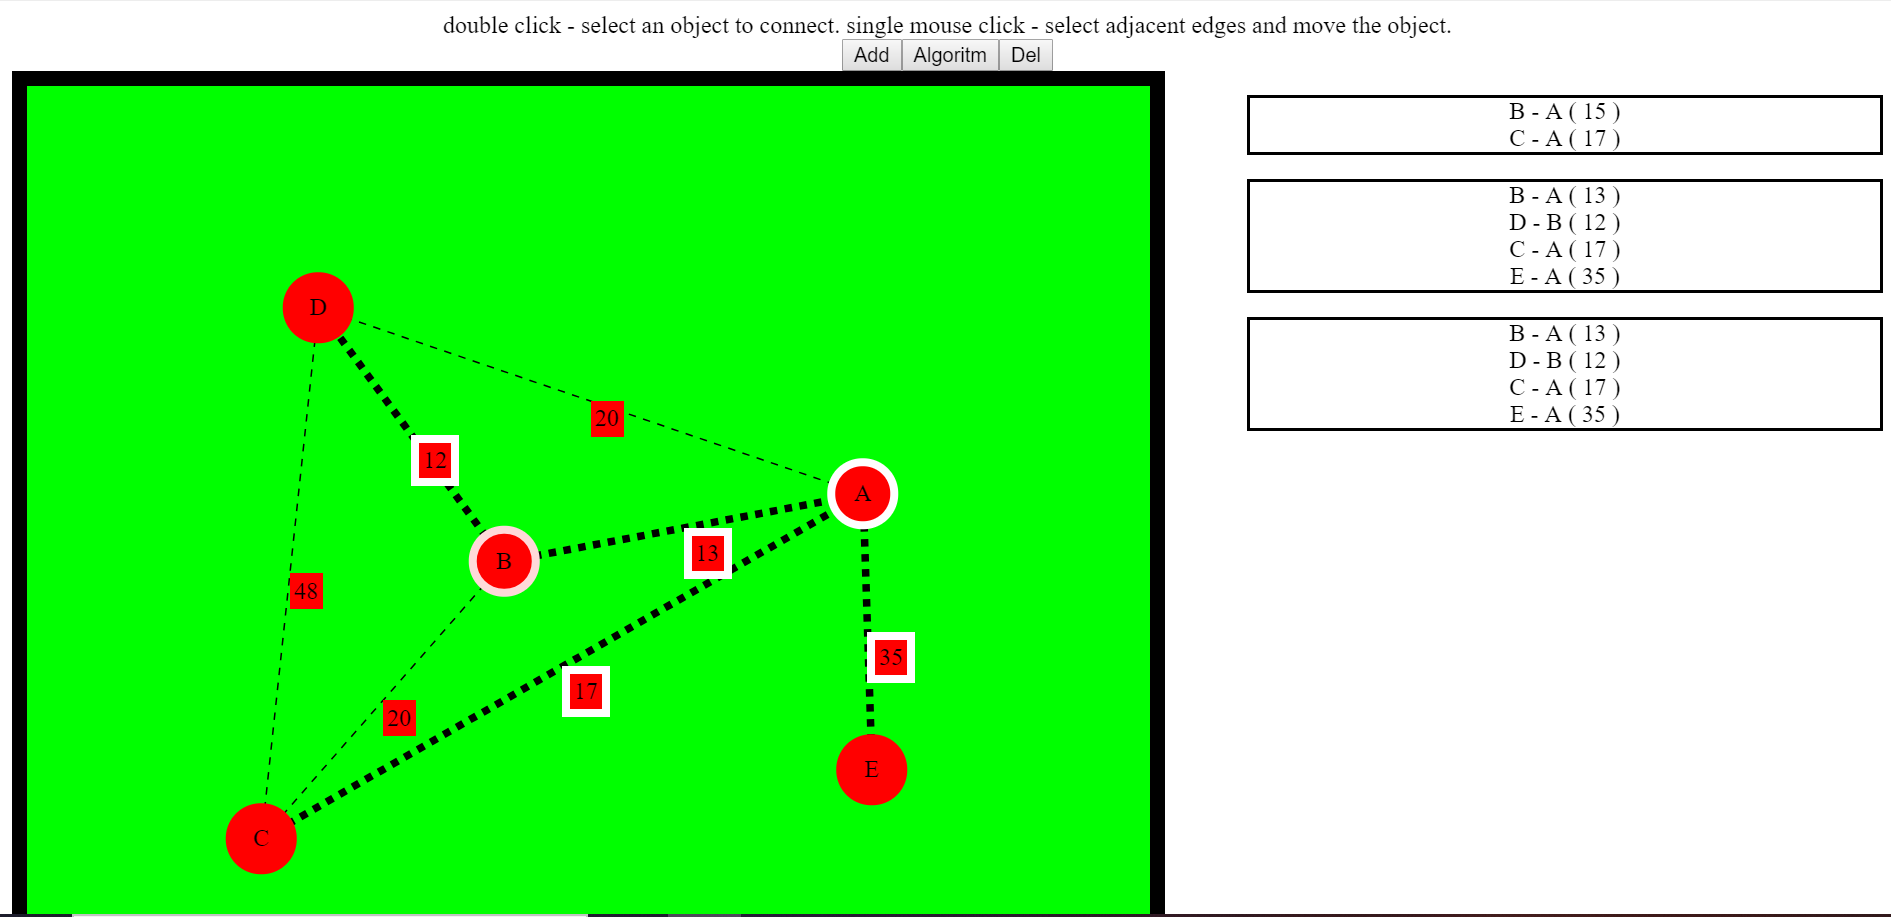 double click - select an object to connect. single mouse click - select adjacent edges and move the object.
Add Algoritm Del
B - A ( 15 )
C - A ( 17 )
B - A ( 13 )
D - B ( 12 )
C - A ( 17 )
E - A ( 35 )
B - A ( 13 )
D - B ( 12 )
C - A ( 17 )
E - A ( 35 )
D
20
12
A
13
B
48
35
17
20
E
C